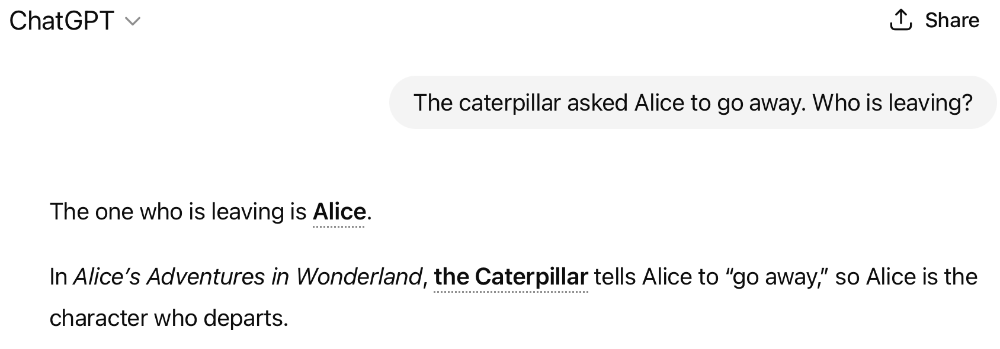 ChatGPT
Share
The caterpillar asked Alice to go away. Who is leaving?
The one who is leaving is Alice.
In Alice’s Adventures in Wonderland, the Caterpillar tells Alice to “go away,” so Alice is the
character who departs.